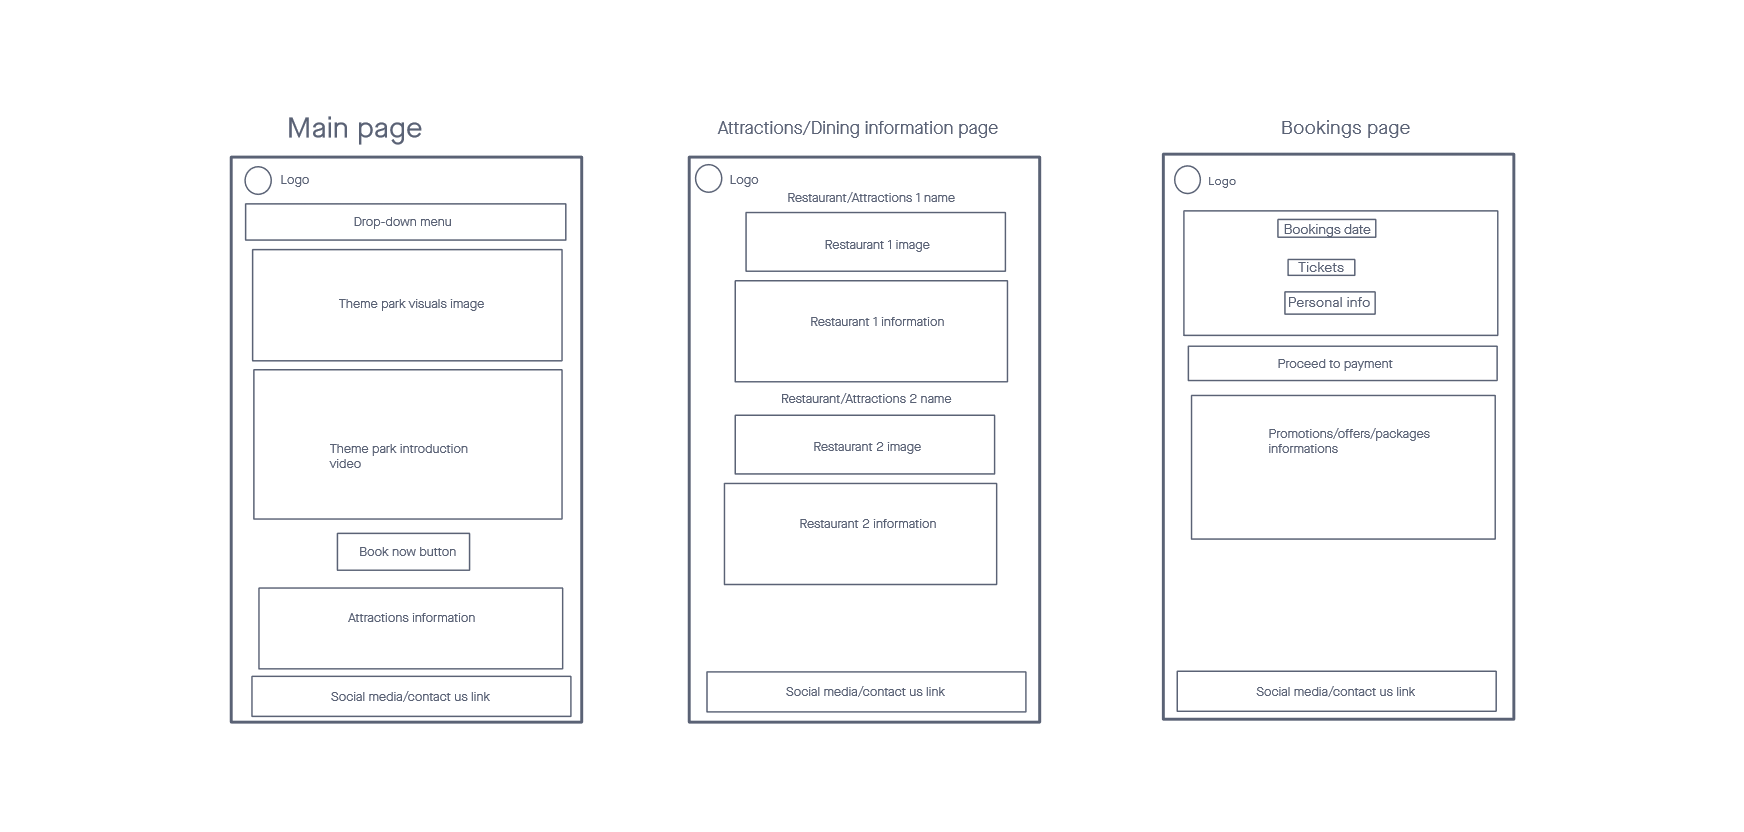 Main page
Logo
Drop-down menu
Theme park visuals image
Theme park introduction
video
Book now button
Attractions information
Social media/contact us link
Attractions/Dining information page
Logo
Restaurant/Attractions 1 name
Restaurant 1 image
Restaurant 1 information
Restaurant/Attractions 2 name
Restaurant 2 image
Restaurant 2 information
Social media/contact us link
Bookings page
Logo
Bookings date
Tickets
Personal info
Proceed to payment
Promotions/offers/packages
informations
Social media/contact us link